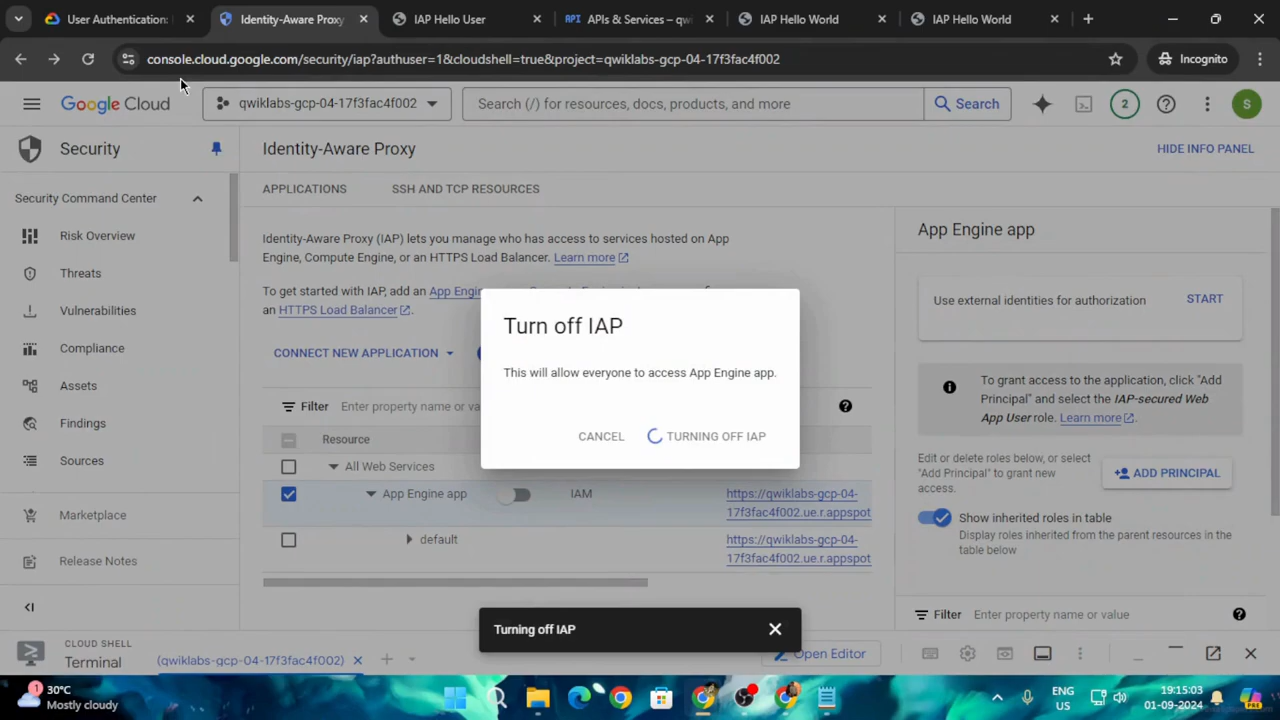 User Authentication:
Identity-Aware Proxy
IAP Hello User
API APIs & Services – qwi
IAP Hello World
IAP Hello World
console.cloud.google.com/security/iap?authuser=1&cloudshell=true&project=qwiklabs-gcp-04-17f3fac4f002
Incognito
Google Cloud
qwiklabs-gcp-04-17f3fac4f002
Search (/) for resources, docs, products, and more
Search
2
S
Security
Identity-Aware Proxy
HIDE INFO PANEL
Security Command Center
Risk Overview
Threats
Vulnerabilities
Compliance
Assets
Findings
Sources
Marketplace
Release Notes
APPLICATIONS
SSH AND TCP RESOURCES
Identity-Aware Proxy (IAP) lets you manage who has access to services hosted on App
Engine, Compute Engine, or an HTTPS Load Balancer. Learn more
To get started with IAP, add an App Engin
an HTTPS Load Balancer.
CONNECT NEW APPLICATION
Filter Enter property name or va
Resource
All Web Services
App Engine app
IAM
https://qwiklabs-gcp-04-
17f3fac4f002.ue.r.appspot
default
https://qwiklabs-gcp-04-
17f3fac4f002.ue.r.appspot
Turn off IAP
This will allow everyone to access App Engine app.
CANCEL
TURNING OFF IAP
Turning off IAP
App Engine app
Use external identities for authorization
START
To grant access to the application, click "Add
Principal" and select the IAP-secured Web
App User role. Learn more
Edit or delete roles below, or select
"Add Principal" to grant new
access.
ADD PRINCIPAL
Show inherited roles in table
Display roles inherited from the parent resources in the
table below
Filter Enter property name or value
CLOUD SHELL
Terminal
(qwiklabs-gcp-04-17f3fac4f002)
Open Editor
1
30°C
Mostly cloudy
ENG
US
19:15:03
01-09-2024
PRE